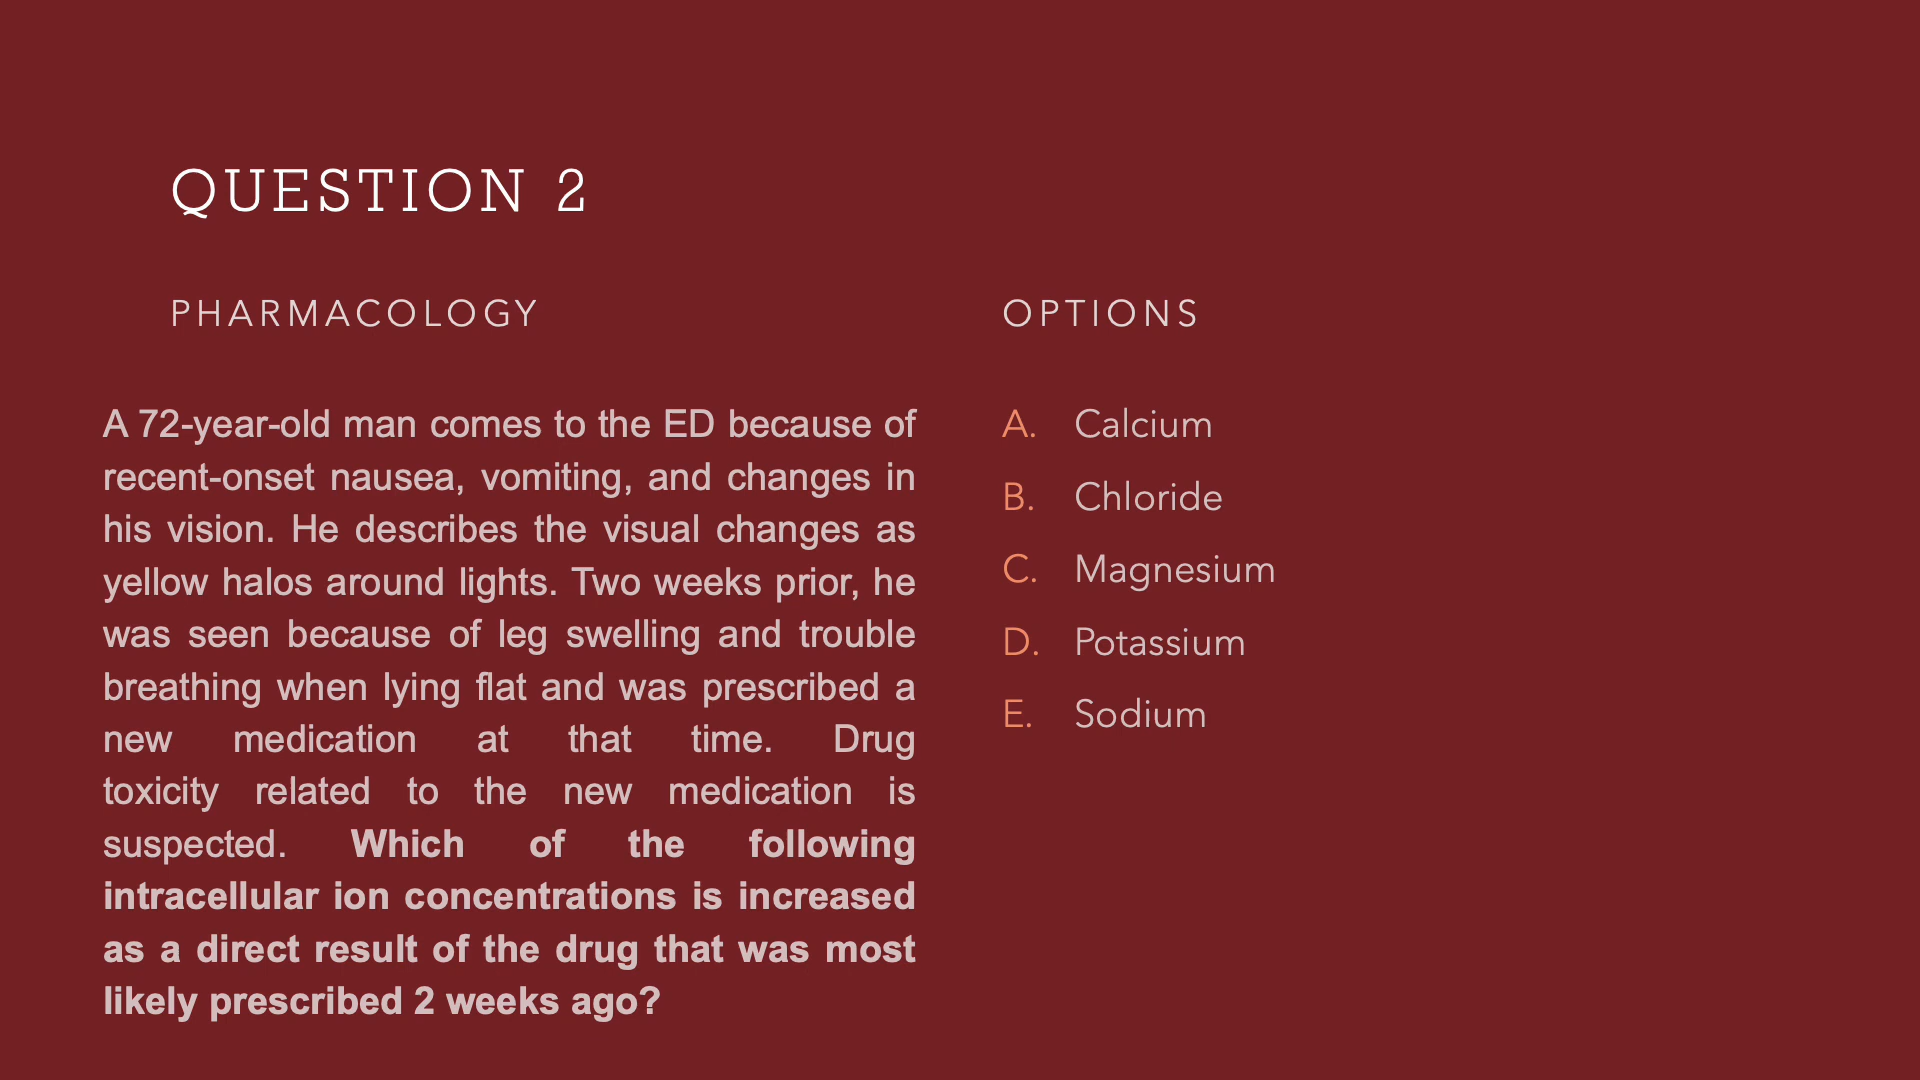 QUESTION 2
PHARMACOLOGY
A 72-year-old man comes to the ED because of
recent-onset nausea, vomiting, and changes in
his vision. He describes the visual changes as
yellow halos around lights. Two weeks prior, he
was seen because of leg swelling and trouble
breathing when lying flat and was prescribed a
new medication at that time. Drug
toxicity related to the new medication is
suspected. Which of the following
intracellular ion concentrations is increased
as a direct result of the drug that was most
likely prescribed 2 weeks ago?
OPTIONS
A. Calcium
B. Chloride
C. Magnesium
D. Potassium
E. Sodium